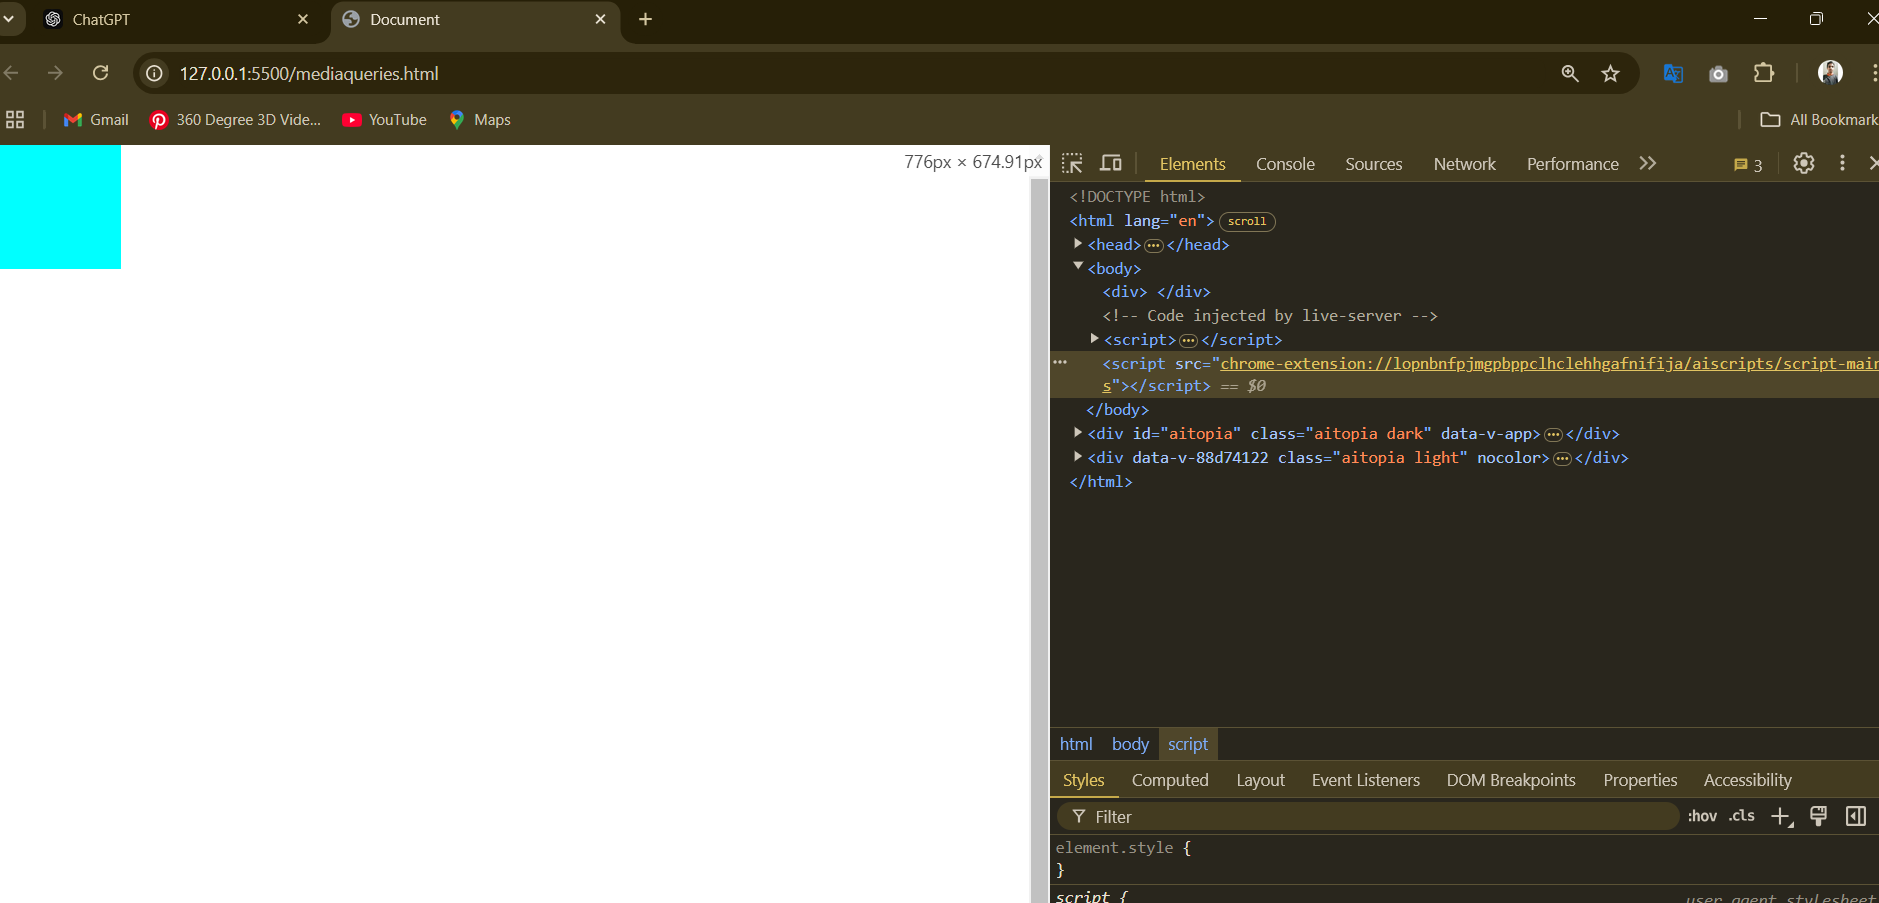 ChatGPT
Document
127.0.0.1:5500/mediaqueries.html
Gmail
360 Degree 3D Vide...
YouTube
Maps
All Bookmark
776px × 674.91px
Elements
Console
Sources
Network
Performance
3
<!DOCTYPE html>
<html lang="en"> scroll
<head> ··· </head>
<body>
<div> </div>
<!-- Code injected by live-server -->
<script> ··· </script>
<script src="chrome-extension://lopnbnfpjmgpbppclhclehhgafnifija/aiscripts/script-main
s"></script> == $0
</body>
<div id="aitopia" class="aitopia dark" data-v-app> ··· </div>
<div data-v-88d74122 class="aitopia light" nocolor> ··· </div>
</html>
html body script
Styles Computed Layout Event Listeners DOM Breakpoints Properties Accessibility
Filter
:hov .cls
element.style {
}
script {
user agent stylesheet